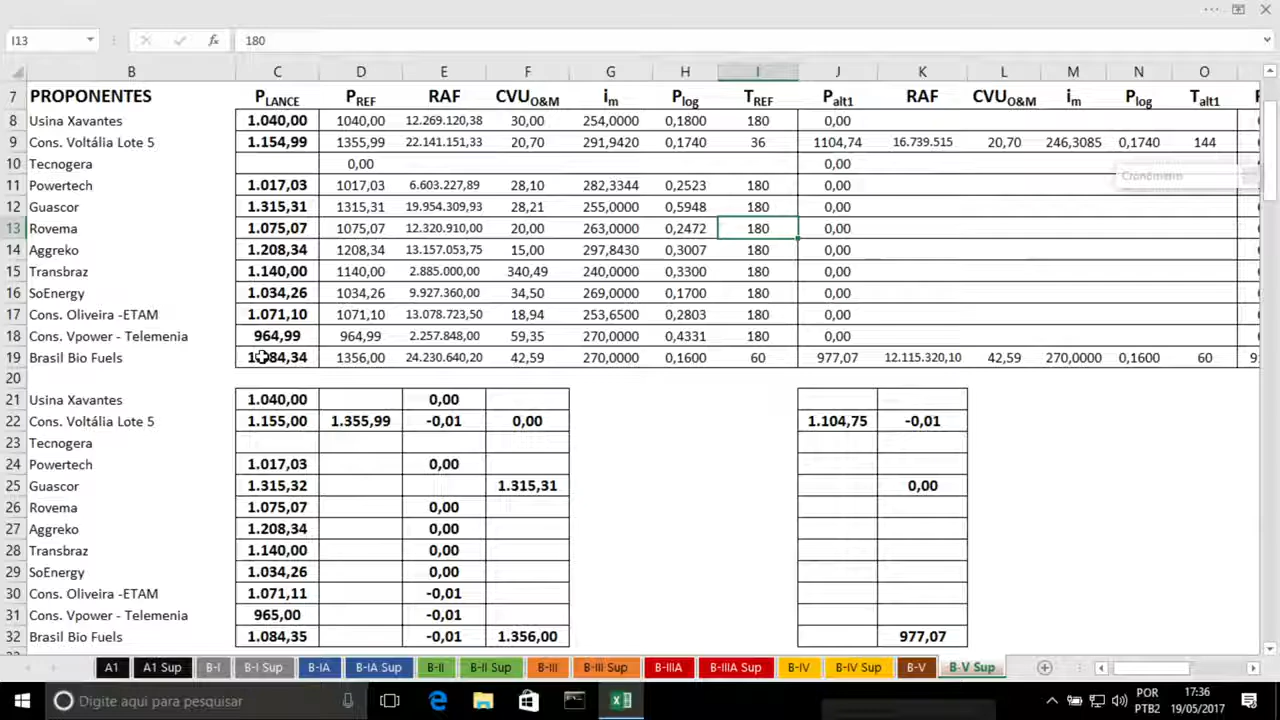 I13 fx 180
B C D E F G H I J K L M N O
7 PROPONENTES PLANCE PREF RAF CVUO&M im Plog TREF Palt1 RAF CVUO&M im Plog Talt1
8 Usina Xavantes 1.040,00 1040,00 12.269.120,38 30,00 254,0000 0,1800 180 0,00
9 Cons. Voltália Lote 5 1.154,99 1355,99 22.141.151,33 20,70 291,9420 0,1740 36 1104,74 16.739.515 20,70 246,3085 0,1740 144
10 Tecnogera 0,00 0,00
Cronômetro
11 Powertech 1.017,03 1017,03 6.603.227,89 28,10 282,3344 0,2523 180 0,00
12 Guascor 1.315,31 1315,31 19.954.309,93 28,21 255,0000 0,5948 180 0,00
13 Rovema 1.075,07 1075,07 12.320.910,00 20,00 263,0000 0,2472 180 0,00
14 Aggreko 1.208,34 1208,34 13.157.053,75 15,00 297,8430 0,3007 180 0,00
15 Transbraz 1.140,00 1140,00 2.885.000,00 340,49 240,0000 0,3300 180 0,00
16 SoEnergy 1.034,26 1034,26 9.927.360,00 34,50 269,0000 0,1700 180 0,00
17 Cons. Oliveira -ETAM 1.071,10 1071,10 13.078.723,50 18,94 253,6500 0,2803 180 0,00
18 Cons. Vpower - Telemenia 964,99 964,99 2.257.848,00 59,35 270,0000 0,4331 180 0,00
19 Brasil Bio Fuels 1.084,34 1356,00 24.230.640,20 42,59 270,0000 0,1600 60 977,07 12.115.320,10 42,59 270,0000 0,1600 60
20
21 Usina Xavantes 1.040,00 0,00
22 Cons. Voltália Lote 5 1.155,00 1.355,99 -0,01 0,00 1.104,75 -0,01
23 Tecnogera
24 Powertech 1.017,03 0,00
25 Guascor 1.315,32 1.315,31 0,00
26 Rovema 1.075,07 0,00
27 Aggreko 1.208,34 0,00
28 Transbraz 1.140,00 0,00
29 SoEnergy 1.034,26 0,00
30 Cons. Oliveira -ETAM 1.071,11 -0,01
31 Cons. Vpower - Telemenia 965,00 -0,01
32 Brasil Bio Fuels 1.084,35 -0,01 1.356,00 977,07
A1 A1 Sup B-I B-I Sup B-IA B-IA Sup B-II B-II Sup B-III B-III Sup B-IIIA B-IIIA Sup B-IV B-IV Sup B-V B-V Sup
Digite aqui para pesquisar
POR 17:36
PTB2 19/05/2017